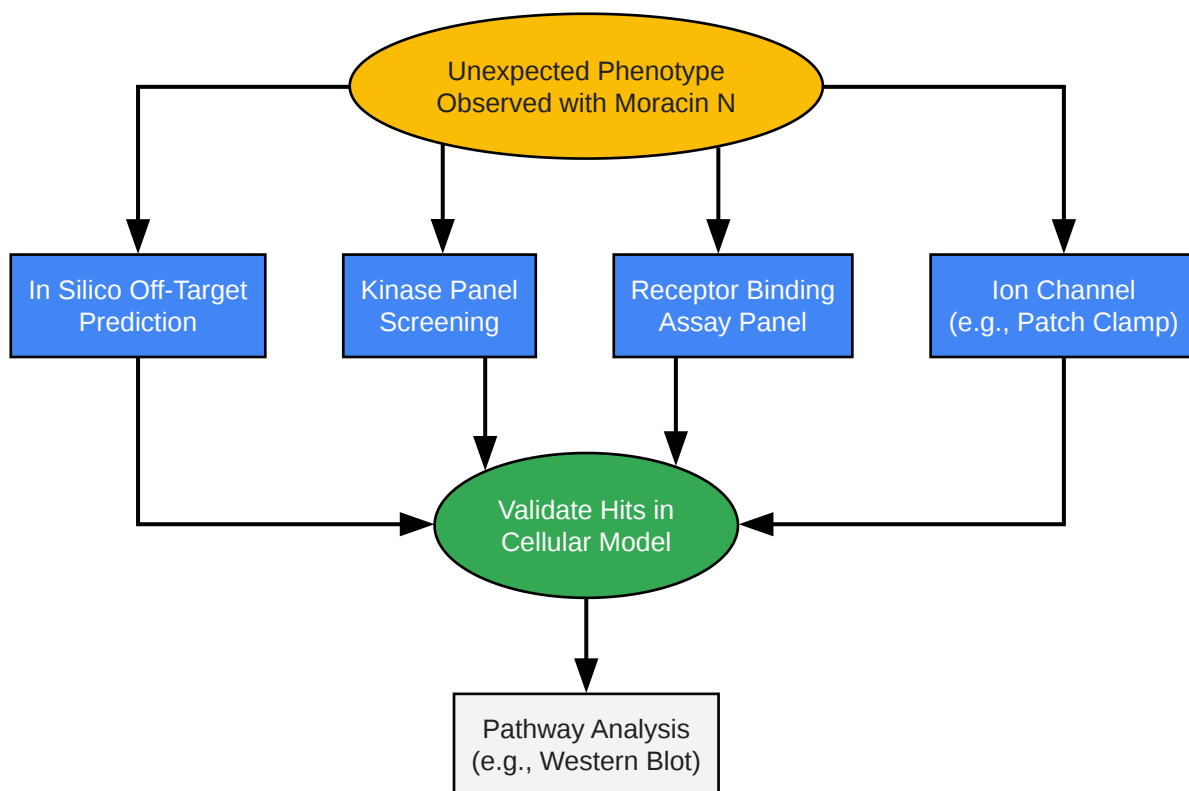 Unexpected Phenotype
Observed with Moracin N
In Silico Off-Target
Prediction
Kinase Panel
Screening
Receptor Binding
Assay Panel
Ion Channel
(e.g., Patch Clamp)
Validate Hits in
Cellular Model
Pathway Analysis
(e.g., Western Blot)